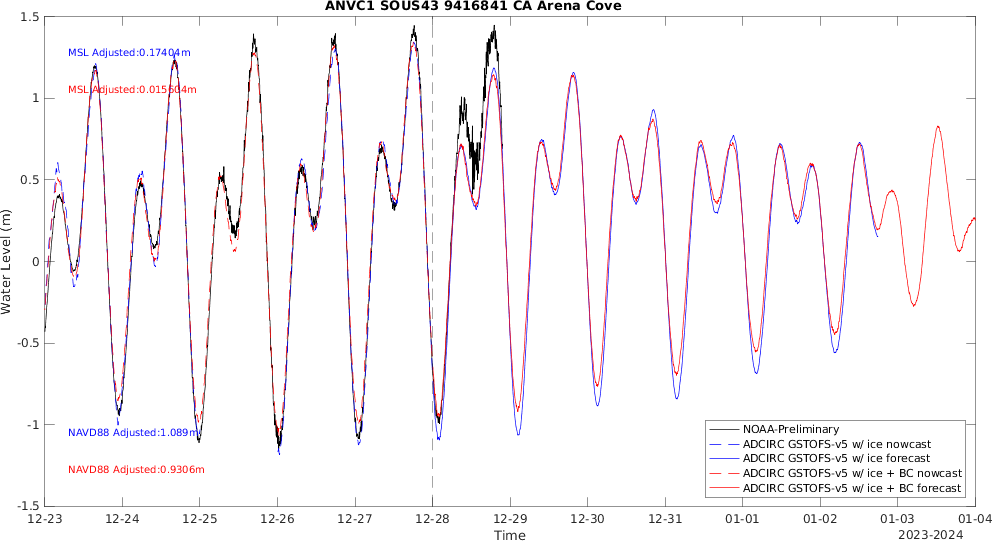 ANVC1 SOUS43 9416841 CA Arena Cove
1.5
1
0.5
0
-0.5
-1
-1.5
Water Level (m)
MSL Adjusted:0.17404m
MSL Adjusted:0.015604m
NAVD88 Adjusted:1.089m
NAVD88 Adjusted:0.9306m
NOAA-Preliminary
ADCIRC GSTOFS-v5 w/ ice nowcast
ADCIRC GSTOFS-v5 w/ ice forecast
ADCIRC GSTOFS-v5 w/ ice + BC nowcast
ADCIRC GSTOFS-v5 w/ ice + BC forecast
12-23 12-24 12-25 12-26 12-27 12-28 12-29 12-30 12-31 01-01 01-02 01-03 01-04
Time
2023-2024